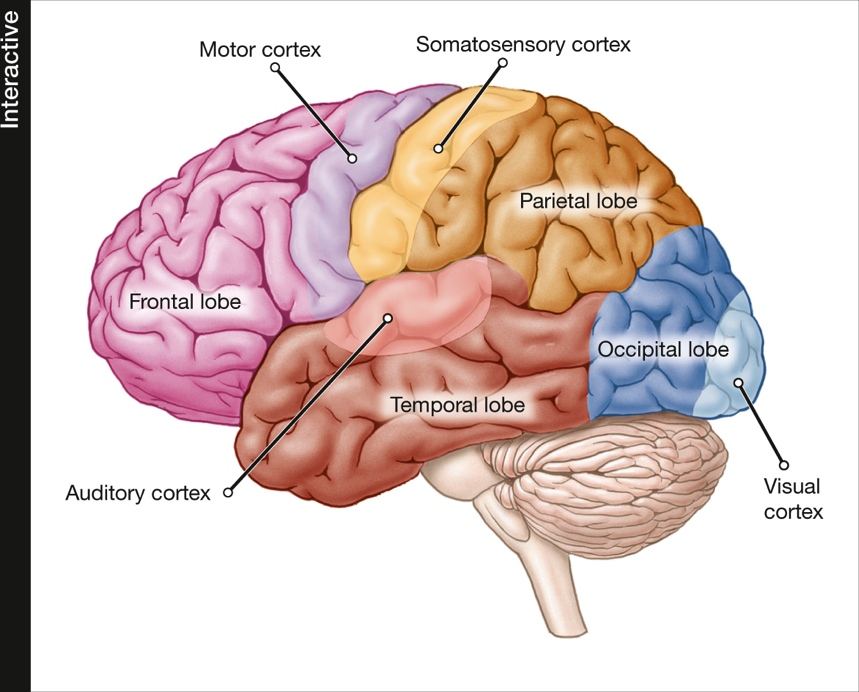 Interactive
Motor cortex
Somatosensory cortex
Parietal lobe
Frontal lobe
Occipital lobe
Temporal lobe
Auditory cortex
Visual
cortex